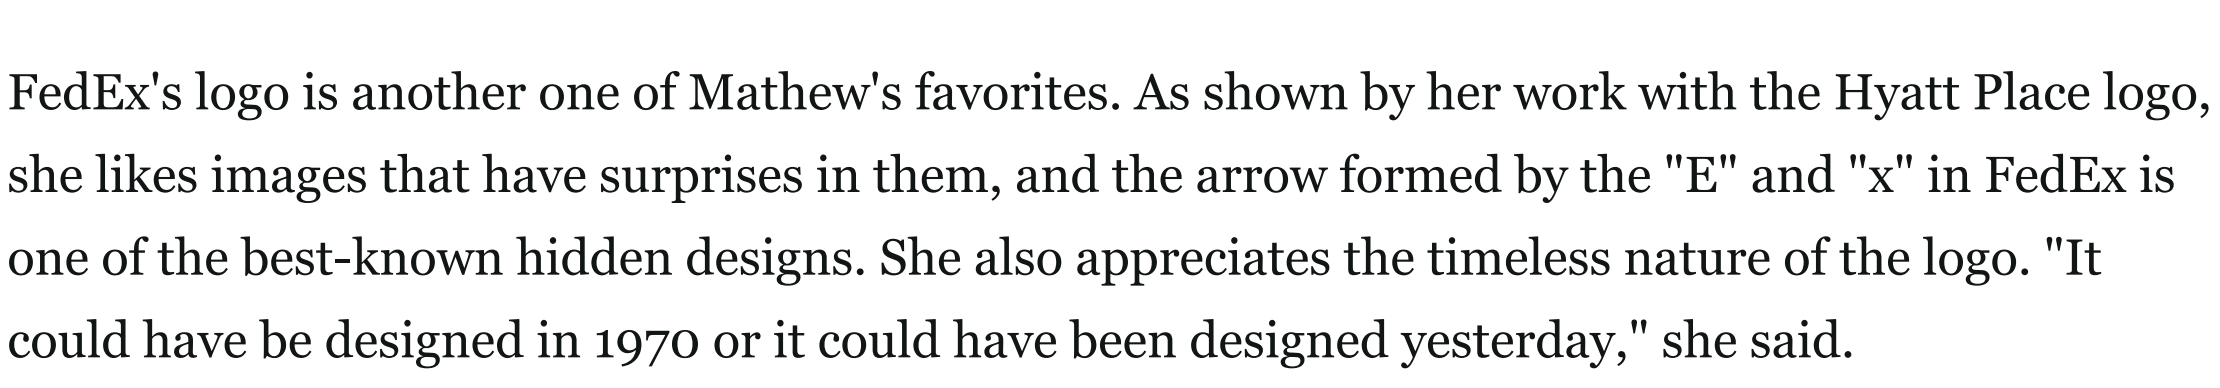 FedEx's logo is another one of Mathew's favorites. As shown by her work with the Hyatt Place logo,
she likes images that have surprises in them, and the arrow formed by the "E" and "x" in FedEx is
one of the best-known hidden designs. She also appreciates the timeless nature of the logo. "It
could have be designed in 1970 or it could have been designed yesterday," she said.